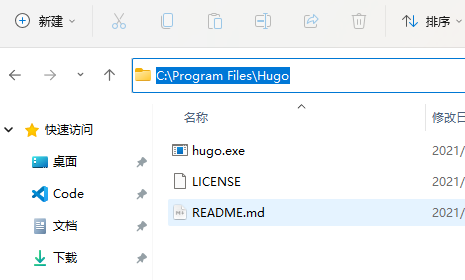 新建
排序
C:\Program Files\Hugo
名称
修改日
快速访问
hugo.exe
2021/
桌面
LICENSE
2021/
Code
README.md
2021/
文档
下载